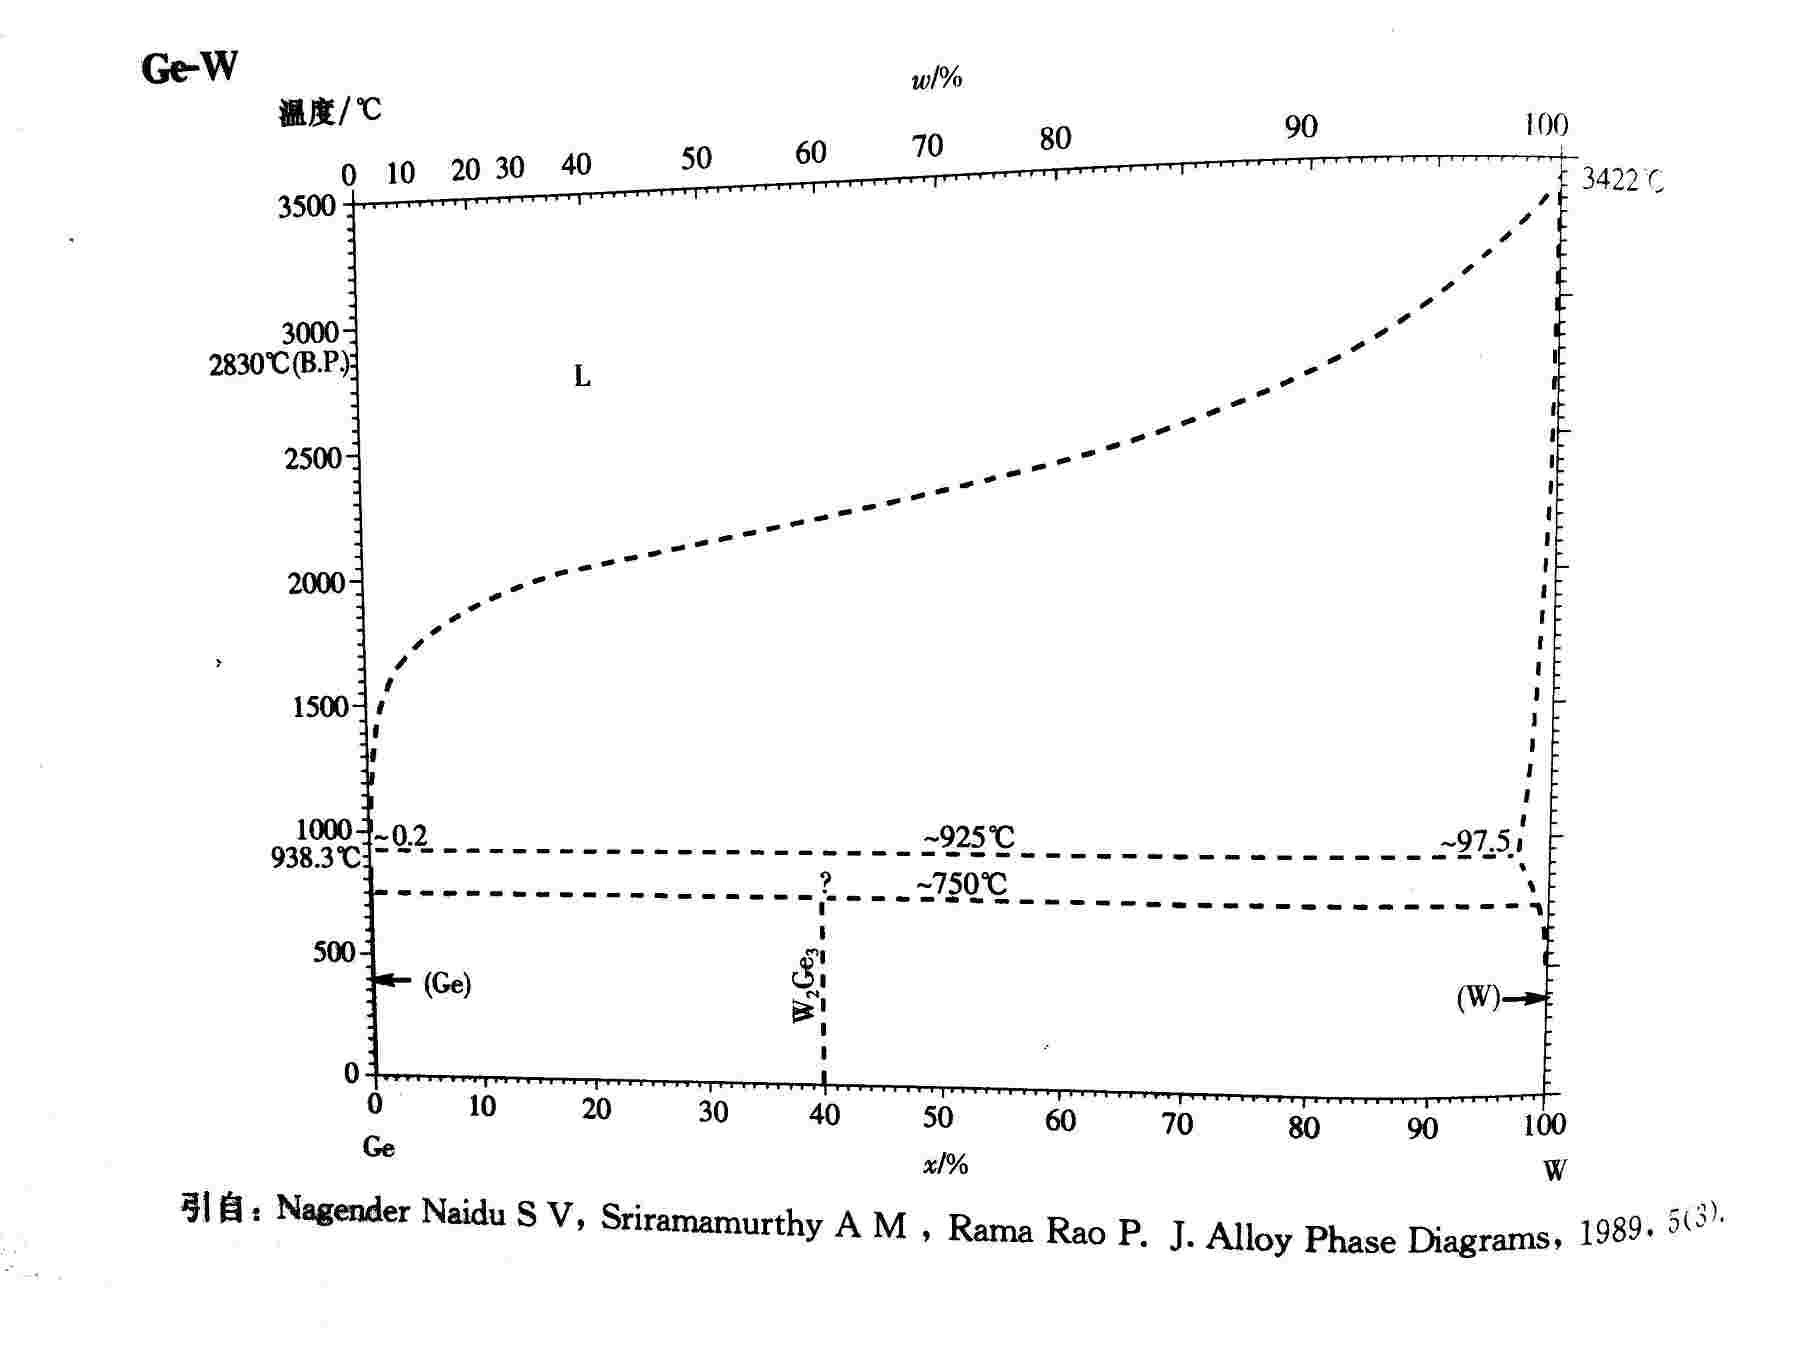 Ge-W
w/%
温度/℃
0 10 20 30 40 50 60 70 80 90 100
3422℃
3500
3000
2830℃(B.P.)
L
2500
2000
1500
1000
~0.2 ~925℃ ~97.5
938.3℃
? ~750℃
500
(Ge)
W₂Ge₃
(W)
0
0 10 20 30 40 50 60 70 80 90 100
Ge x/% W
引自: Nagender Naidu S V, Sriramamurthy A M , Rama Rao P. J. Alloy Phase Diagrams, 1989. 5(3).